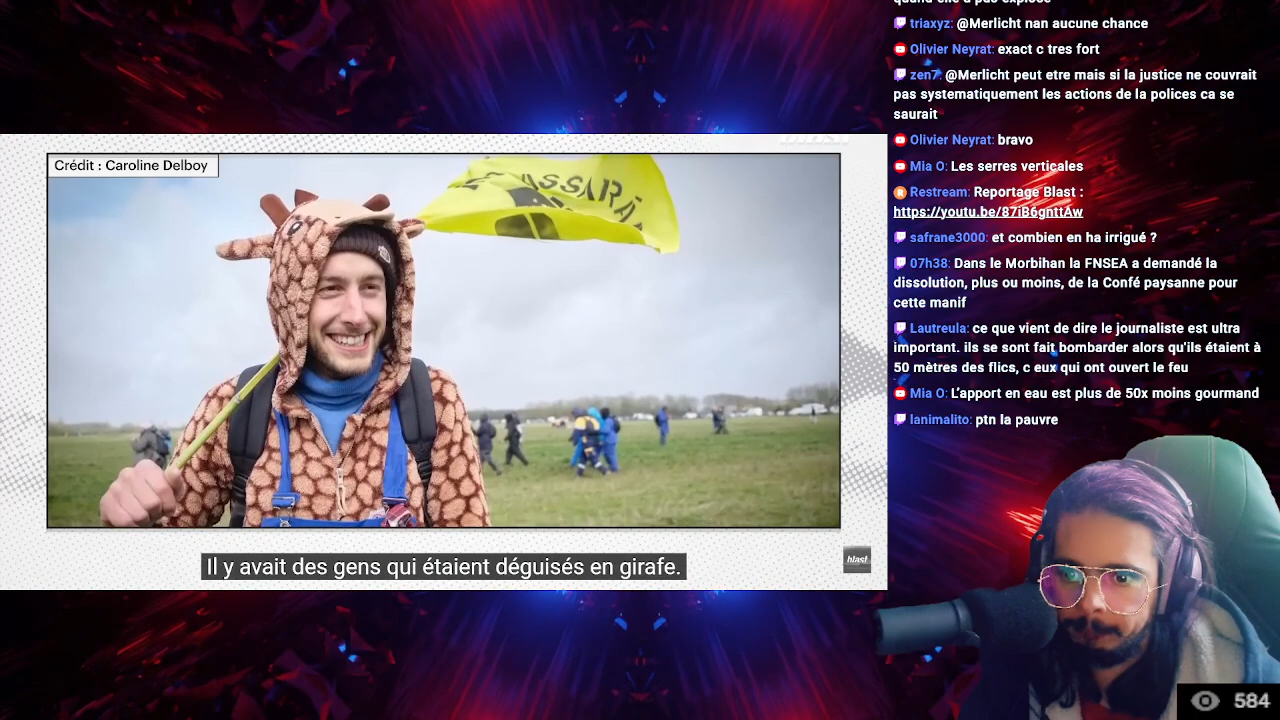 Crédit : Caroline Delboy
ASSARA
Il y avait des gens qui étaient déguisés en girafe.
blast
triaxyz: @Merlicht nan aucune chance
Olivier Neyrat: exact c tres fort
zen7: @Merlicht peut etre mais si la justice ne couvrait
pas systematiquement les actions de la polices ca se
saurait
Olivier Neyrat: bravo
Mia O: Les serres verticales
Restream: Reportage Blast :
https://youtu.be/87iB6gnttAw
safrane3000: et combien en ha irrigué ?
07h38: Dans le Morbihan la FNSEA a demandé la
dissolution, plus ou moins, de la Confé paysanne pour
cette manif
Lautreula: ce que vient de dire le journaliste est ultra
important. ils se sont fait bombarder alors qu'ils étaient à
50 mètres des flics, c eux qui ont ouvert le feu
Mia O: L'apport en eau est plus de 50x moins gourmand
lanimalito: ptn la pauvre
584